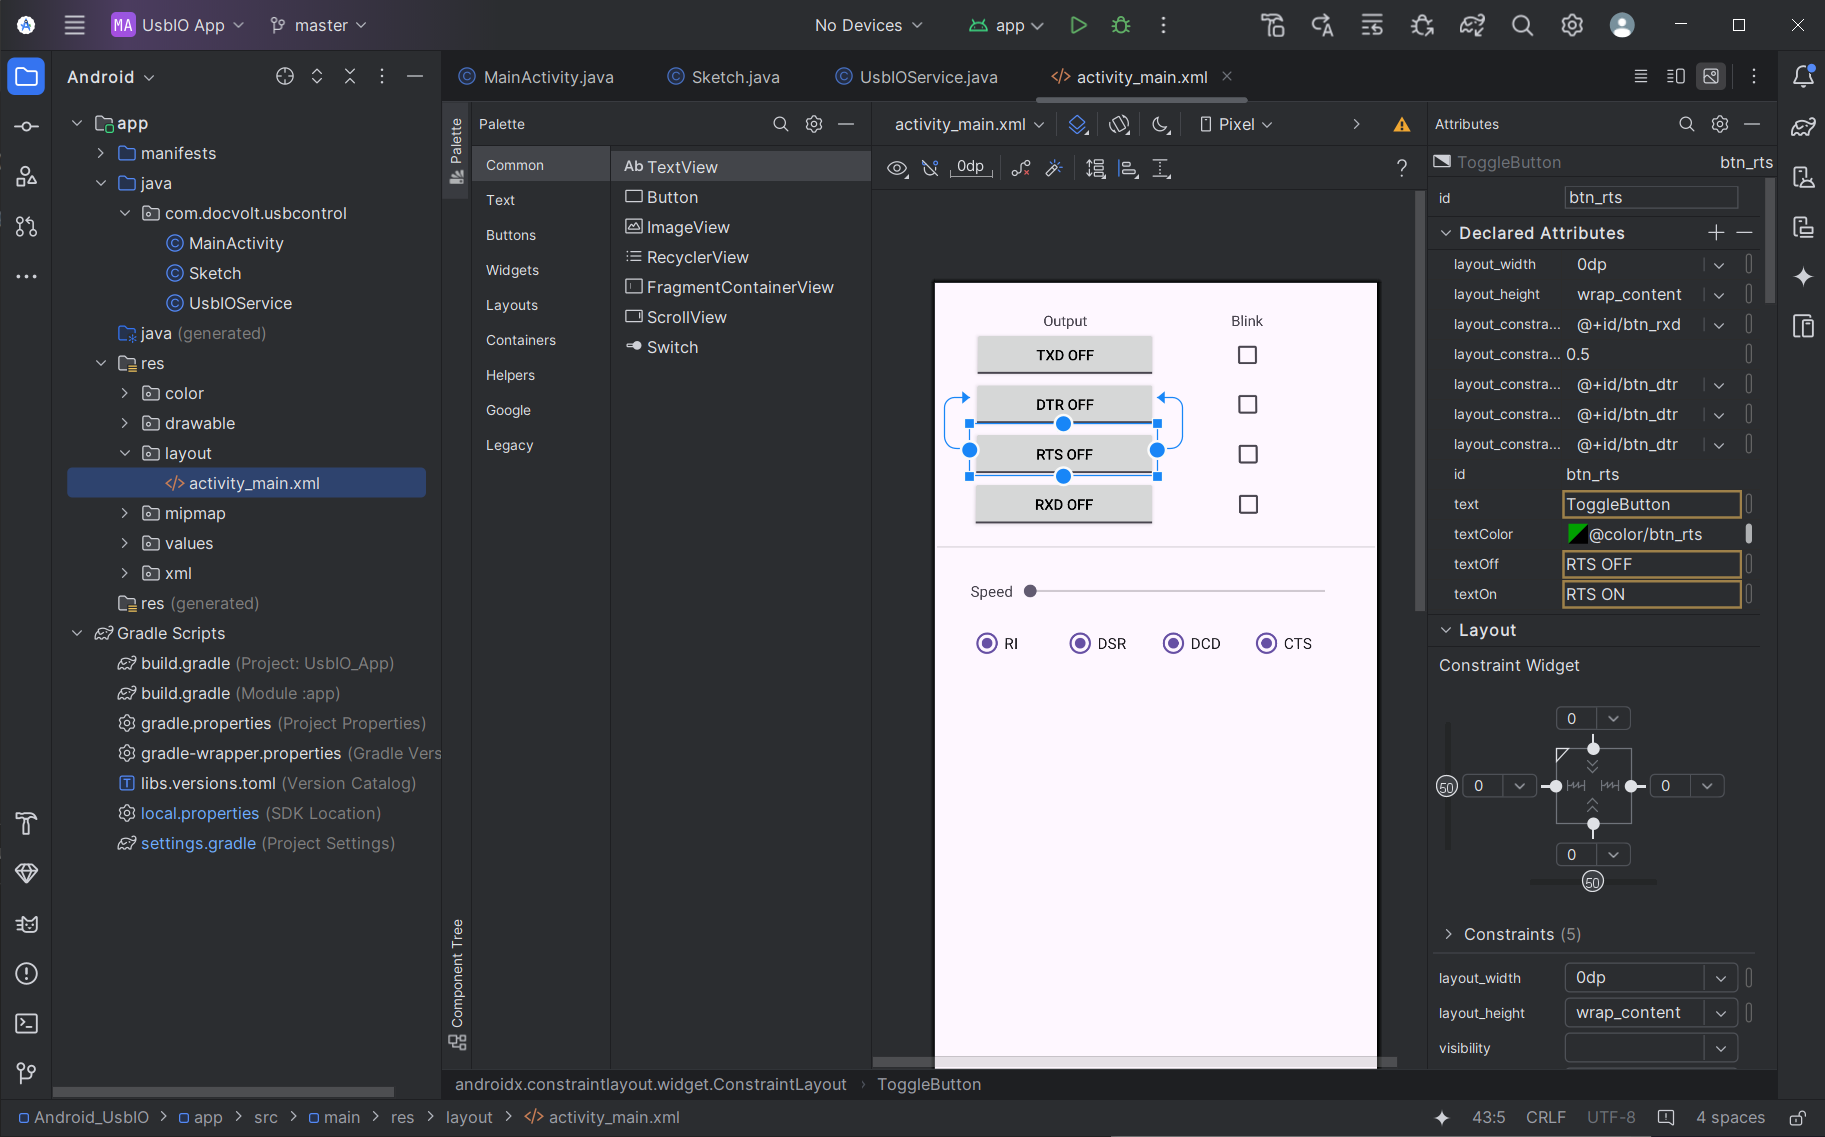 MA UsbIO App master No Devices app
Android
MainActivity.java Sketch.java UsbIOService.java activity_main.xml
app
manifests
java
com.docvolt.usbcontrol
MainActivity
Sketch
UsbIOService
java (generated)
res
color
drawable
layout
activity_main.xml
mipmap
values
xml
res (generated)
Gradle Scripts
build.gradle (Project: UsbIO_App)
build.gradle (Module :app)
gradle.properties (Project Properties)
gradle-wrapper.properties (Gradle Vers
libs.versions.toml (Version Catalog)
local.properties (SDK Location)
settings.gradle (Project Settings)
Palette
Component Tree
Palette
Common
Text
Buttons
Widgets
Layouts
Containers
Helpers
Google
Legacy
Ab TextView
Button
ImageView
RecyclerView
FragmentContainerView
ScrollView
Switch
activity_main.xml Pixel
0dp ?
Output Blink
TXD OFF
DTR OFF
RTS OFF
RXD OFF
Speed
RI DSR DCD CTS
Attributes
ToggleButton btn_rts
id btn_rts
Declared Attributes
layout_width 0dp
layout_height wrap_content
layout_constra... @+id/btn_rxd
layout_constra... 0.5
layout_constra... @+id/btn_dtr
layout_constra... @+id/btn_dtr
layout_constra... @+id/btn_dtr
id btn_rts
text ToggleButton
textColor @color/btn_rts
textOff RTS OFF
textOn RTS ON
Layout
Constraint Widget
0
50 0 0
0
50
Constraints (5)
layout_width 0dp
layout_height wrap_content
visibility
androidx.constraintlayout.widget.ConstraintLayout › ToggleButton
Android_UsbIO > app > src > main > res > layout > activity_main.xml 43:5 CRLF UTF-8 4 spaces